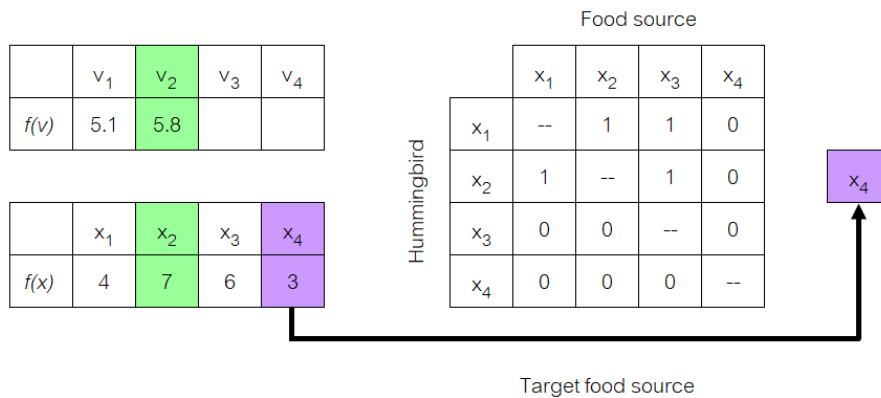 Food source
v₁ v₂ v₃ v₄
f(v) 5.1 5.8
x₁ x₂ x₃ x₄
f(x) 4 7 6 3
Hummingbird
x₁ x₂ x₃ x₄
x₁ -- 1 1 0
x₂ 1 -- 1 0
x₃ 0 0 -- 0
x₄ 0 0 0 --
x₄
Target food source